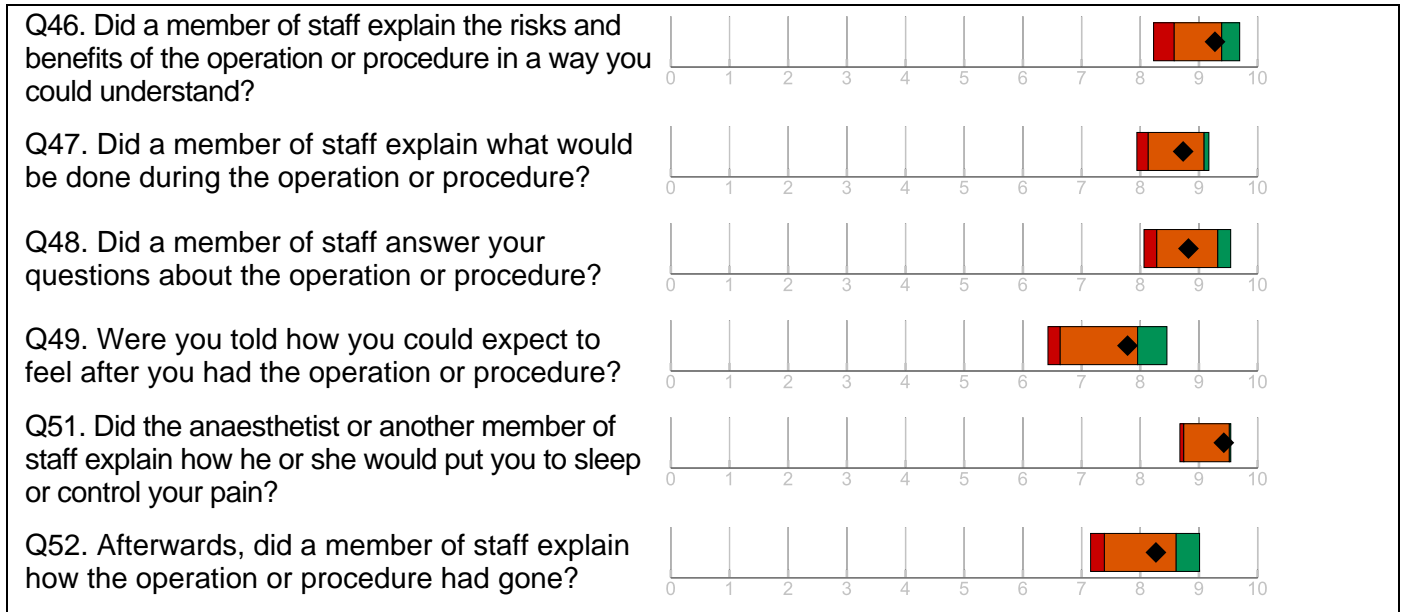 Q46. Did a member of staff explain the risks and
benefits of the operation or procedure in a way you
could understand?
0 1 2 3 4 5 6 7 8 9 10
Q47. Did a member of staff explain what would
be done during the operation or procedure?
0 1 2 3 4 5 6 7 8 9 10
Q48. Did a member of staff answer your
questions about the operation or procedure?
0 1 2 3 4 5 6 7 8 9 10
Q49. Were you told how you could expect to
feel after you had the operation or procedure?
0 1 2 3 4 5 6 7 8 9 10
Q51. Did the anaesthetist or another member of
staff explain how he or she would put you to sleep
or control your pain?
0 1 2 3 4 5 6 7 8 9 10
Q52. Afterwards, did a member of staff explain
how the operation or procedure had gone?
0 1 2 3 4 5 6 7 8 9 10